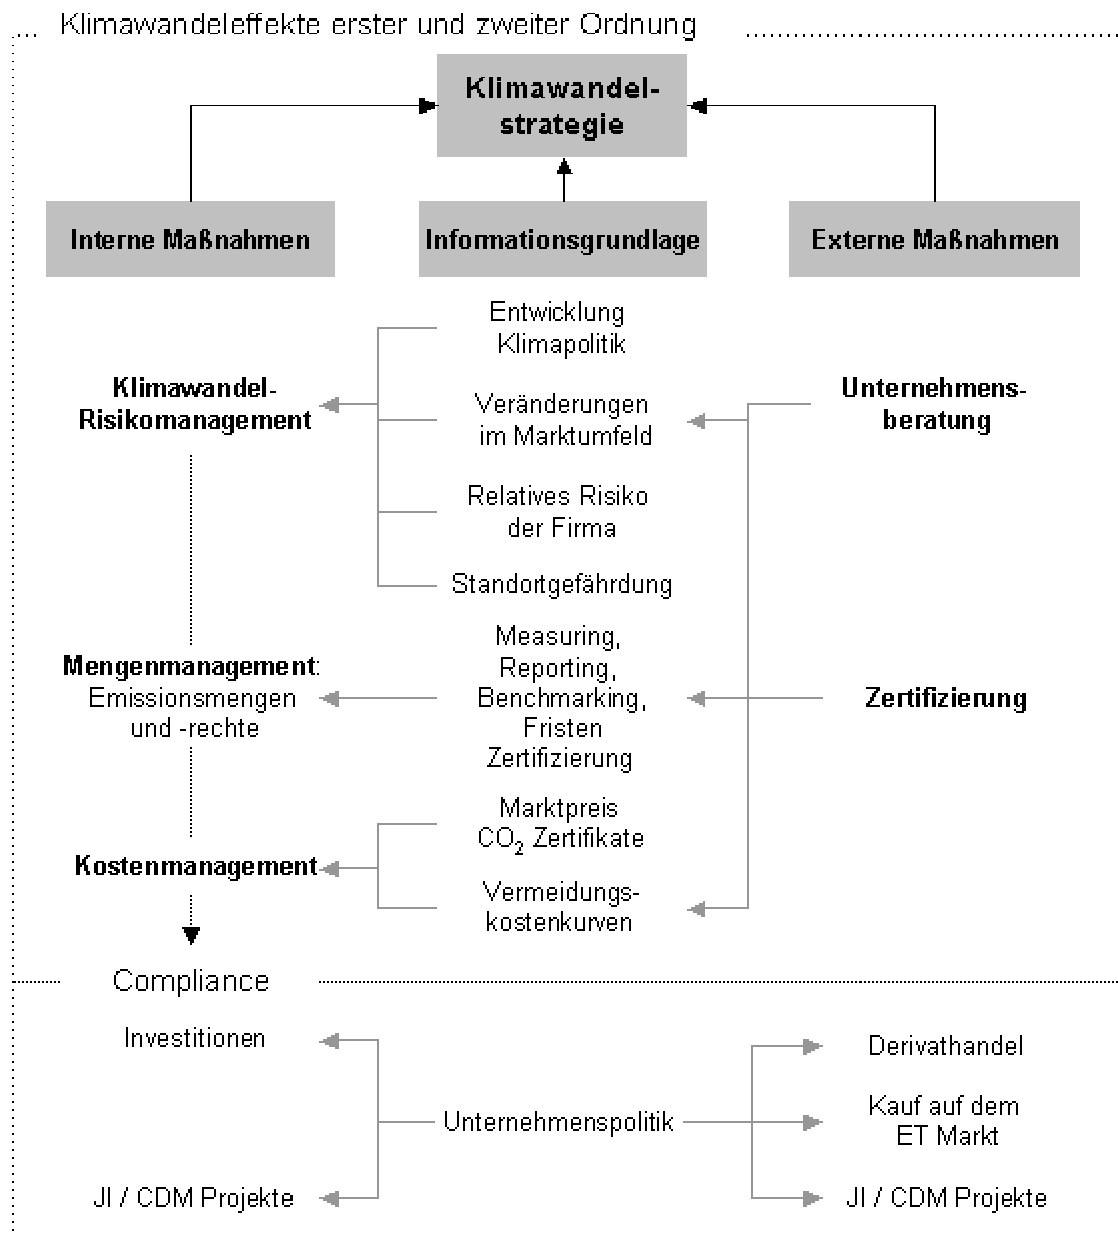 Klimawandeleffekte erster und zweiter Ordnung
Klimawandel-
strategie
Interne Maßnahmen
Informationsgrundlage
Externe Maßnahmen
Entwicklung
Klimapolitik
Klimawandel-
Risikomanagement
Veränderungen
im Marktumfeld
Unternehmens-
beratung
Relatives Risiko
der Firma
Standortgefährdung
Mengenmanagement:
Emissionsmengen
und -rechte
Measuring,
Reporting,
Benchmarking,
Fristen
Zertifizierung
Zertifizierung
Marktpreis
CO₂ Zertifikate
Kostenmanagement
Vermeidungs-
kostenkurven
Compliance
Investitionen
Derivathandel
Unternehmenspolitik
Kauf auf dem
ET Markt
JI / CDM Projekte
JI / CDM Projekte